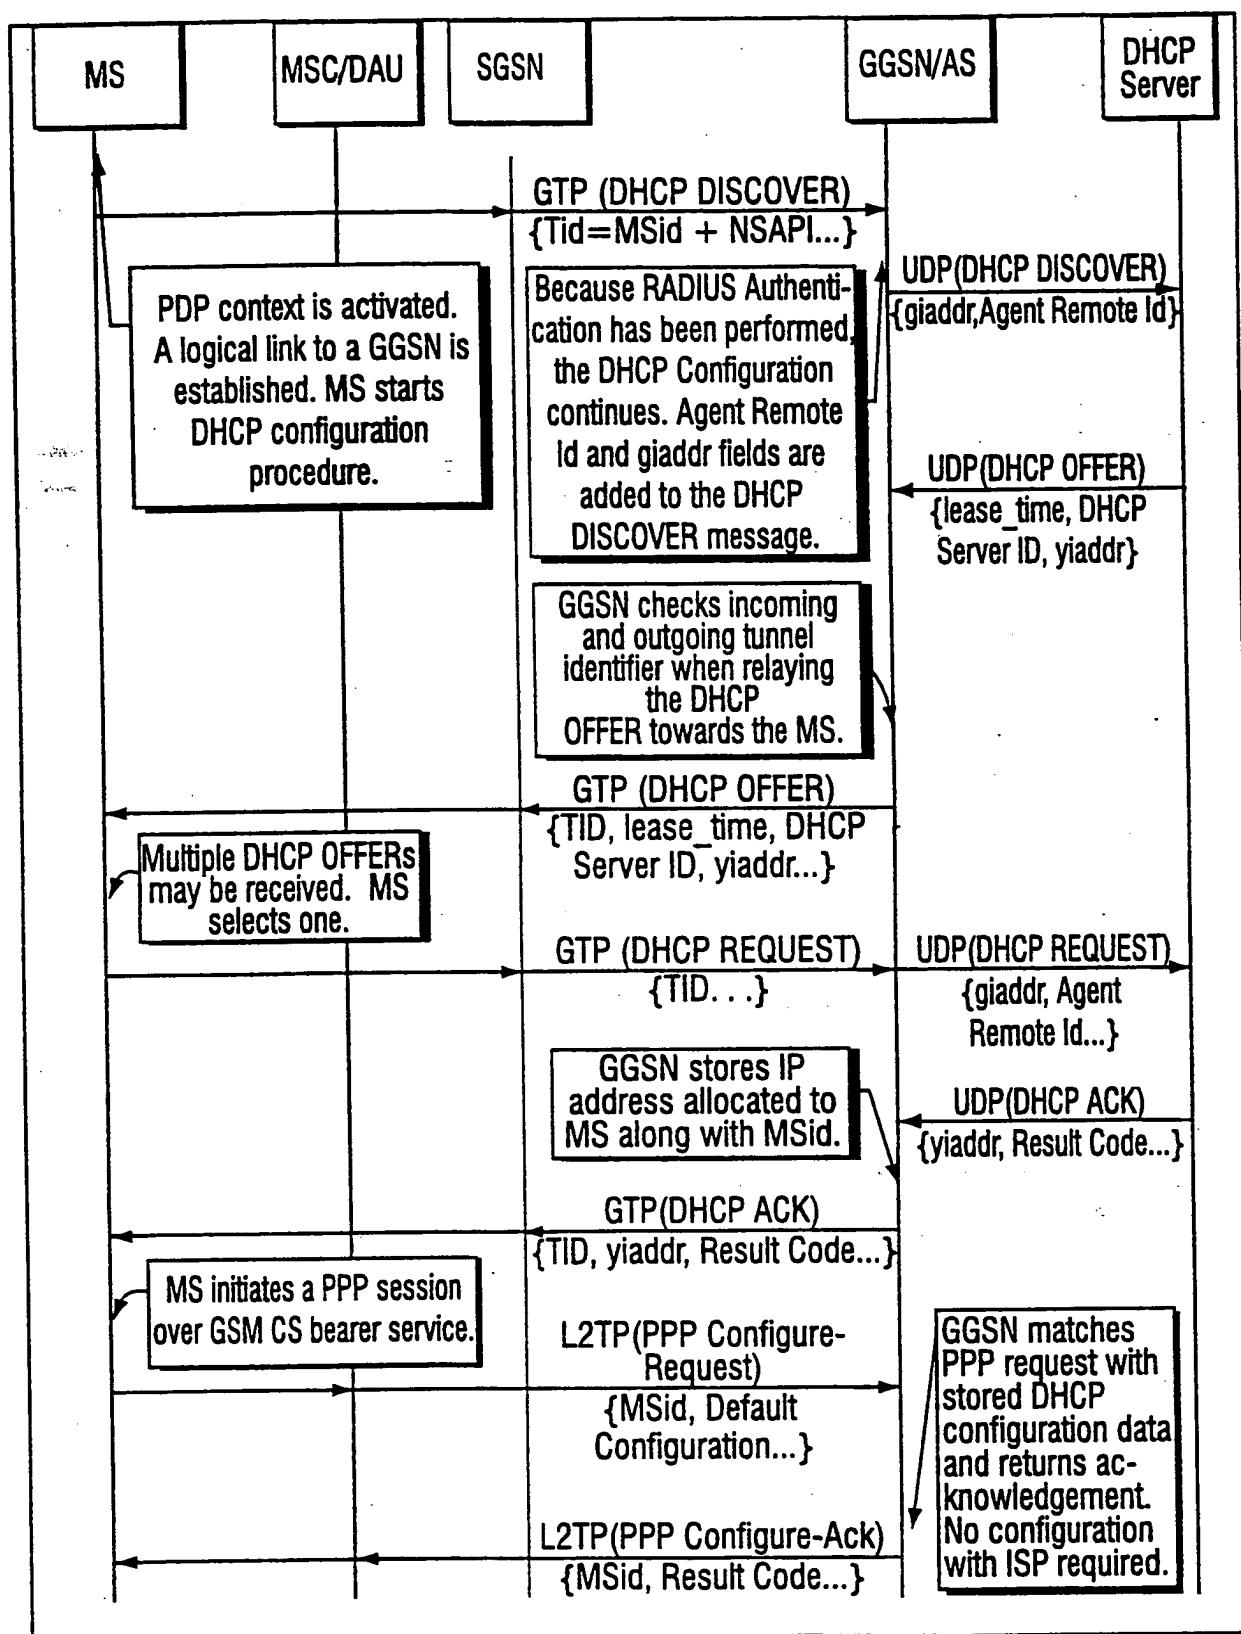 MS
MSC/DAU
SGSN
GGSN/AS
DHCP
Server
GTP (DHCP DISCOVER)
{Tid=MSid + NSAPI...}
UDP(DHCP DISCOVER)
{giaddr,Agent Remote Id}
PDP context is activated.
A logical link to a GGSN is
established. MS starts
DHCP configuration
procedure.
Because RADIUS Authenti-
cation has been performed,
the DHCP Configuration
continues. Agent Remote
Id and giaddr fields are
added to the DHCP
DISCOVER message.
UDP(DHCP OFFER)
{lease_time, DHCP
Server ID, yiaddr}
GGSN checks incoming
and outgoing tunnel
identifier when relaying
the DHCP
OFFER towards the MS.
GTP (DHCP OFFER)
{TID, lease_time, DHCP
Server ID, yiaddr...}
Multiple DHCP OFFERs
may be received. MS
selects one.
GTP (DHCP REQUEST)
{TID...}
UDP(DHCP REQUEST)
{giaddr, Agent
Remote Id...}
GGSN stores IP
address allocated to
MS along with MSid.
UDP(DHCP ACK)
{yiaddr, Result Code...}
GTP(DHCP ACK)
{TID, yiaddr, Result Code...}
MS initiates a PPP session
over GSM CS bearer service.
L2TP(PPP Configure-
Request)
{MSid, Default
Configuration...}
GGSN matches
PPP request with
stored DHCP
configuration data
and returns ac-
knowledgement.
No configuration
with ISP required.
L2TP(PPP Configure-Ack)
{MSid, Result Code...}